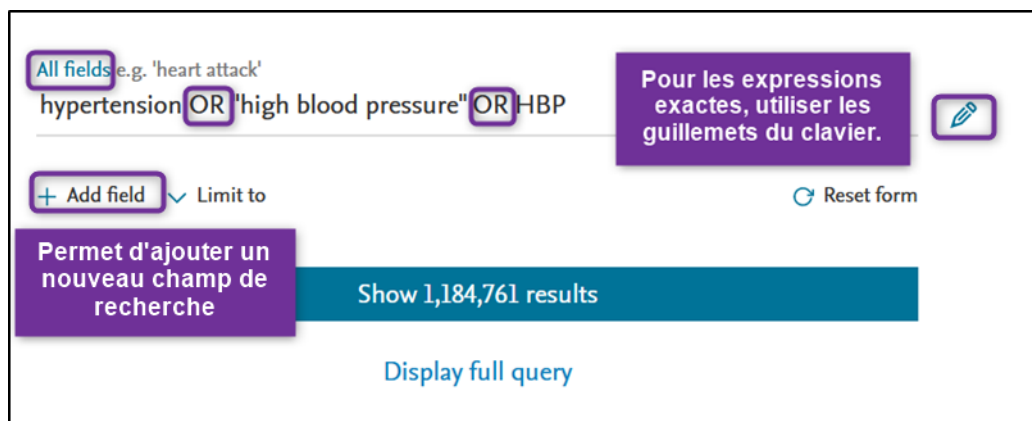 All fields e.g. 'heart attack'
hypertension OR "high blood pressure" OR HBP
Pour les expressions
exactes, utiliser les
guillemets du clavier.
+ Add field Limit to
Reset form
Permet d'ajouter un
nouveau champ de
recherche
Show 1,184,761 results
Display full query